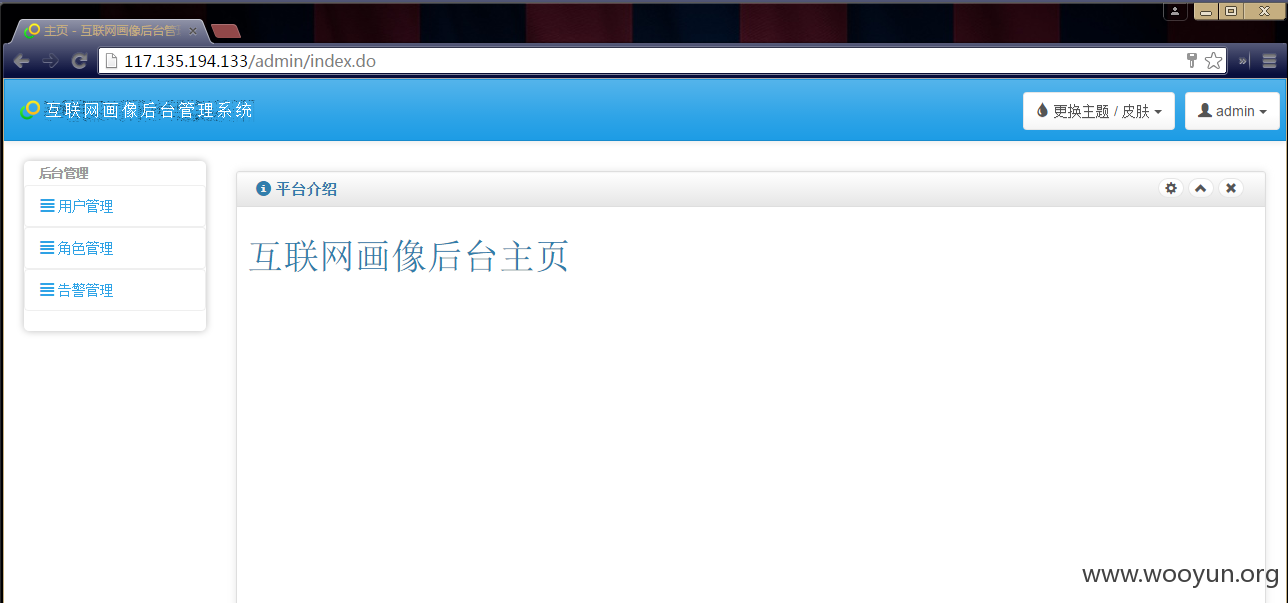 主页 - 互联网画像后台管
117.135.194.133/admin/index.do
互联网画像后台管理系统
更换主题 / 皮肤
admin
后台管理
用户管理
角色管理
告警管理
平台介绍
互联网画像后台主页
www.wooyun.org